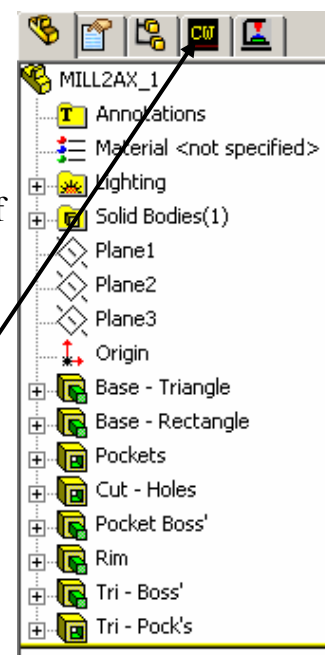 CW
MILL2AX_1
T Annotations
Material <not specified>
Lighting
f
Solid Bodies(1)
Plane1
Plane2
Plane3
Origin
Base - Triangle
Base - Rectangle
Pockets
Cut - Holes
Pocket Boss'
Rim
Tri - Boss'
Tri - Pock's